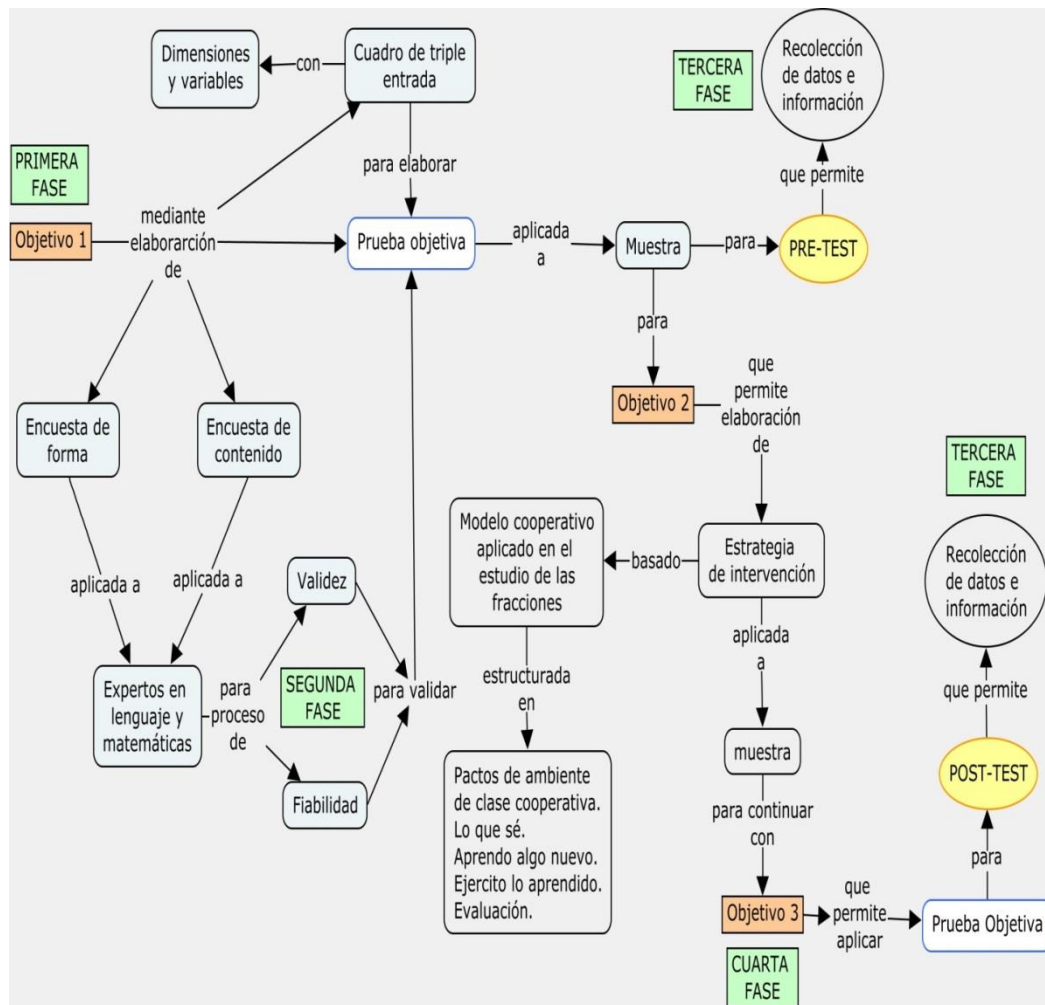 Dimensiones
y variables
con
Cuadro de triple
entrada
TERCERA
FASE
Recolección
de datos e
información
PRIMERA
FASE
para elaborar
que permite
Objetivo 1
mediante
elaborarción
de
Prueba objetiva
aplicada
a
Muestra
para
PRE-TEST
para
Objetivo 2
que
permite
elaboración
de
Encuesta de
forma
Encuesta de
contenido
TERCERA
FASE
Modelo cooperativo
aplicado en el
estudio de las
fracciones
basado
Estrategia
de intervención
Recolección
de datos e
información
aplicada a
aplicada a
Validez
aplicada
a
Expertos en
lenguaje y
matemáticas
para
proceso
de
SEGUNDA
FASE
para validar
estructurada
en
que permite
Fiabilidad
muestra
POST-TEST
Pactos de ambiente
de clase cooperativa.
Lo que sé.
Aprendo algo nuevo.
Ejercito lo aprendido.
Evaluación.
para continuar
con
para
Objetivo 3
que
permite
aplicar
Prueba Objetiva
CUARTA
FASE